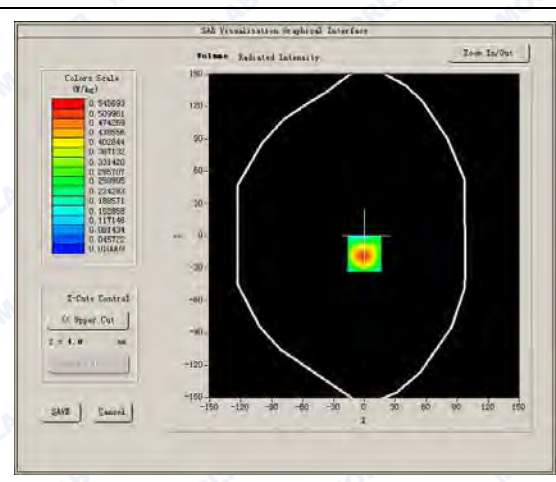 SAR Visualisation Graphical Interface
Volume Radiated Intensity
Zoom In/Out
Colors Scale
(W/kg)
0.545693
0.509981
0.474269
0.438556
0.402844
0.367132
0.331420
0.295707
0.259995
0.224283
0.188571
0.152858
0.117146
0.081434
0.045722
150
120
90
60
30
0
-30
-60
-90
-120
-150
-150 -120 -90 -60 -30 0 30 60 90 120 150
X
Z-Cuts Control
<< Upper Cut
Z = 4.0 mm
SAVE
Cancel